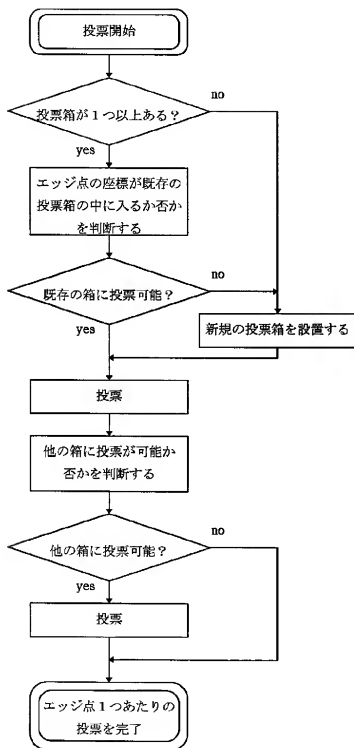 投票開始
投票箱が１つ以上ある？
no
yes
エッジ点の座標が既存の
投票箱の中に入るか否か
を判断する
既存の箱に投票可能？
no
yes
新規の投票箱を設置する
投票
他の箱に投票が可能か
否かを判断する
他の箱に投票可能？
no
yes
投票
エッジ点１つあたりの
投票を完了